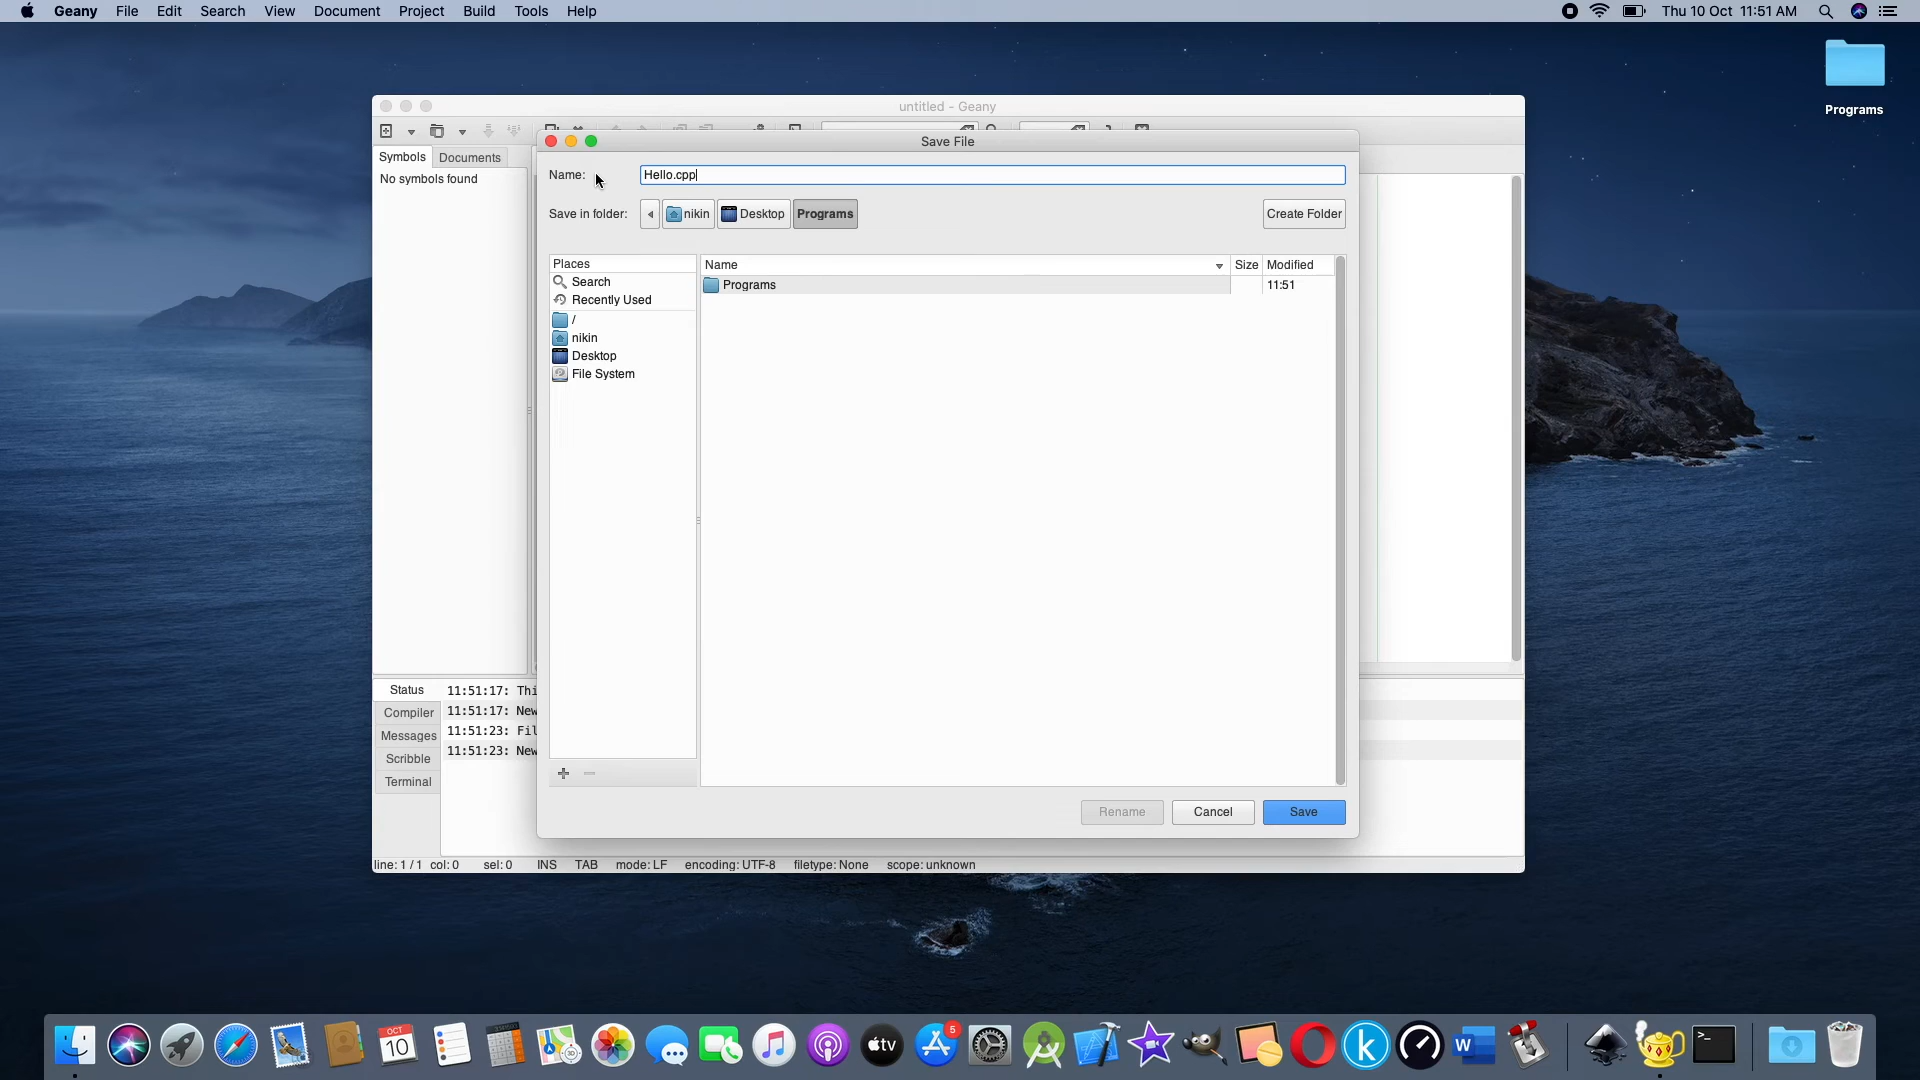 Geany File Edit Search View Document Project Build Tools Help Thu 10 Oct 11:51 AM
Programs
untitled - Geany
Save File
Symbols Documents
No symbols found
Name: Hello.cpp
Save in folder: nikin Desktop Programs Create Folder
Places
Search
Recently Used
/
nikin
Desktop
File System
Name Size Modified
Programs 11:51
Rename Cancel Save
Status
Compiler
Messages
Scribble
Terminal
11:51:17: Thi
11:51:17: New
11:51:23: Fil
11:51:23: New
line: 1 / 1 col: 0 sel: 0 INS TAB mode: LF encoding: UTF-8 filetype: None scope: unknown
OCT
10
3D
tv
5
k
W
>_